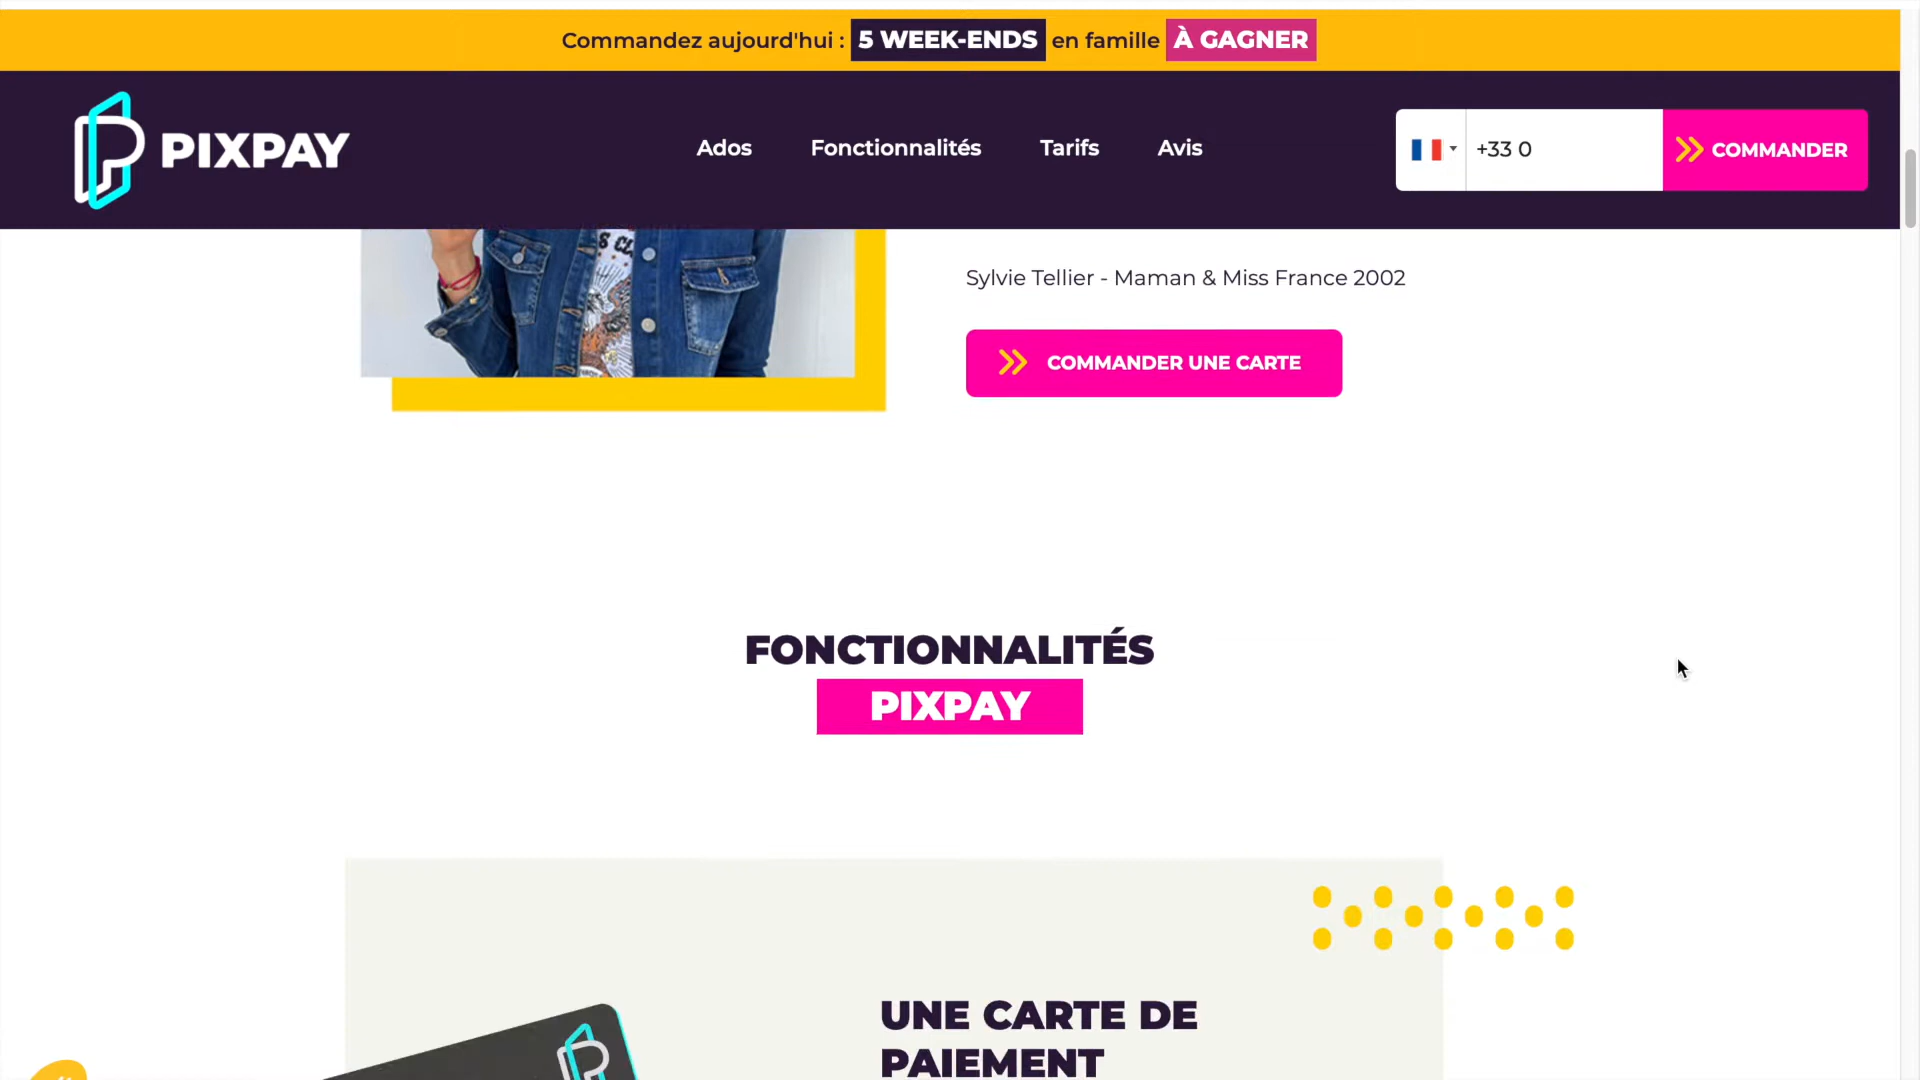 Commandez aujourd'hui : 5 WEEK-ENDS en famille À GAGNER
PIXPAY
Ados
Fonctionnalités
Tarifs
Avis
+33 0
COMMANDER
S CL
Sylvie Tellier - Maman & Miss France 2002
COMMANDER UNE CARTE
FONCTIONNALITÉS
PIXPAY
UNE CARTE DE
PAIEMENT